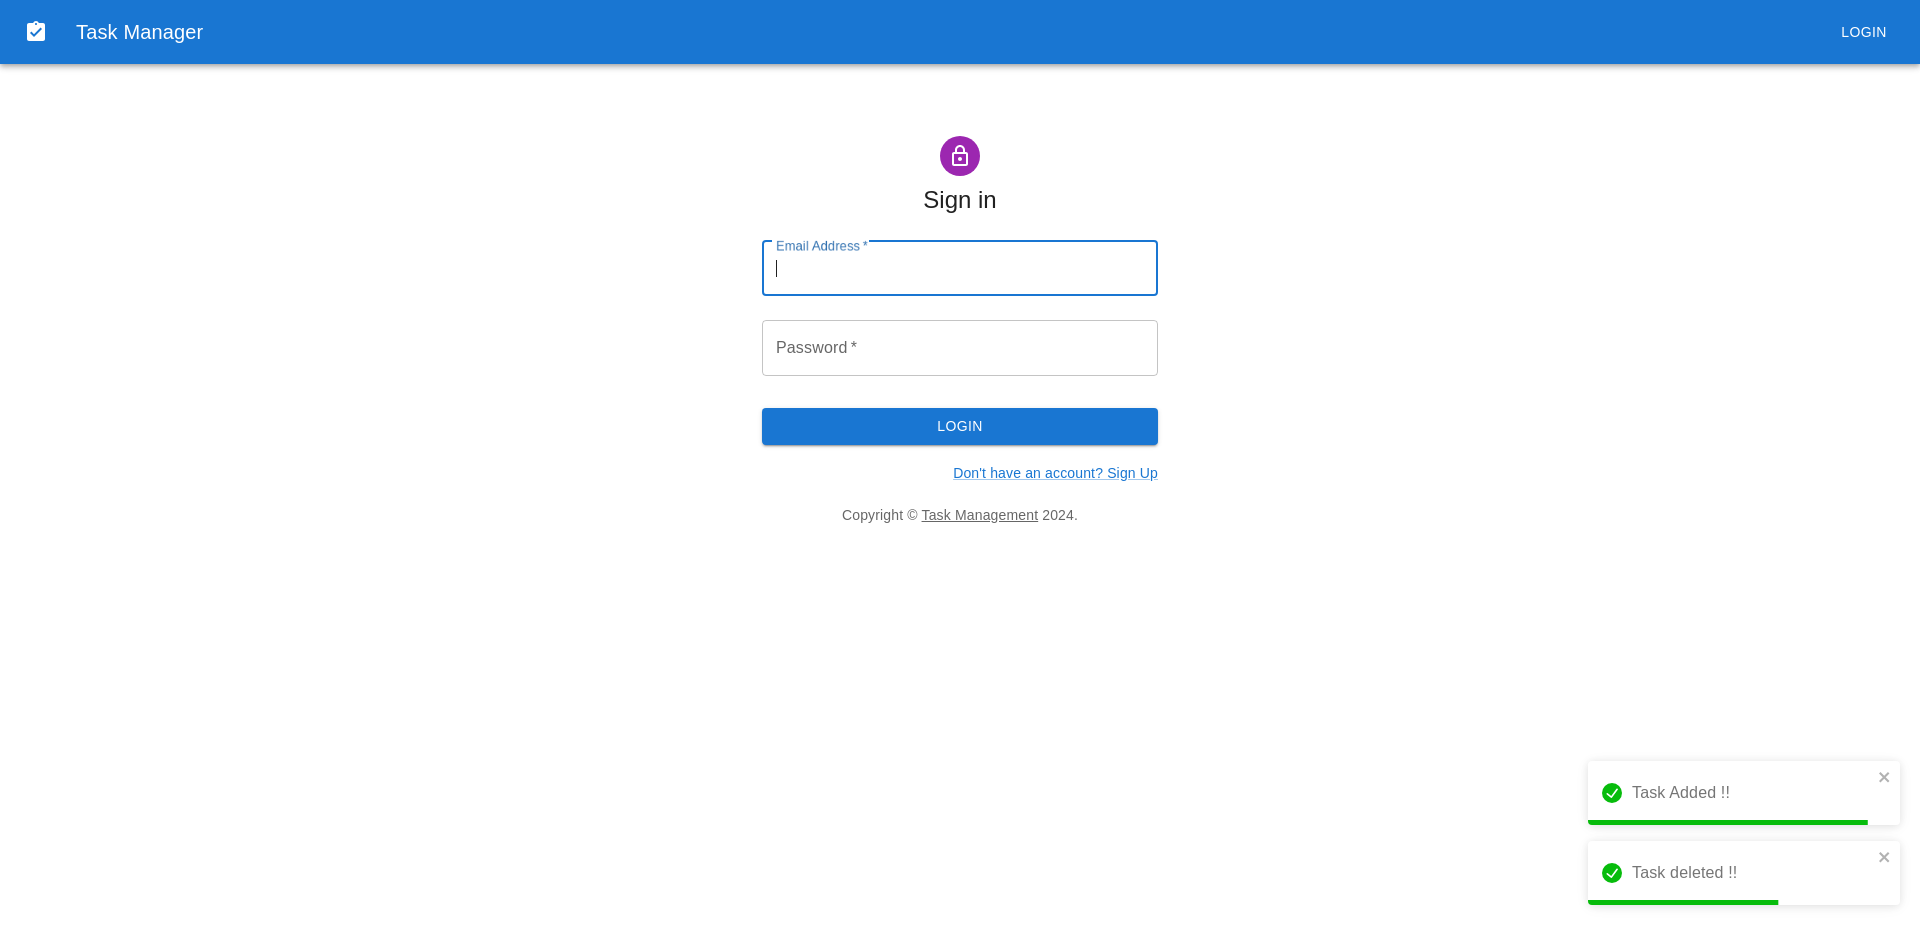 Task Manager
LOGIN
Sign in
Email Address *
Password *
LOGIN
Don't have an account? Sign Up
Copyright © Task Management 2024.
Task Added !!
Task deleted !!